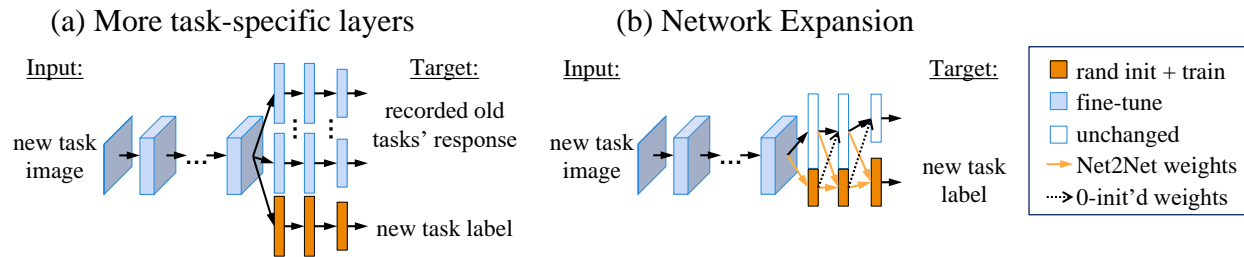 (a) More task-specific layers
Input:
Target:
new task
image
...
recorded old
tasks' response
new task label
(b) Network Expansion
Input:
Target:
new task
image
...
new task
label
rand init + train
fine-tune
unchanged
Net2Net weights
0-init'd weights